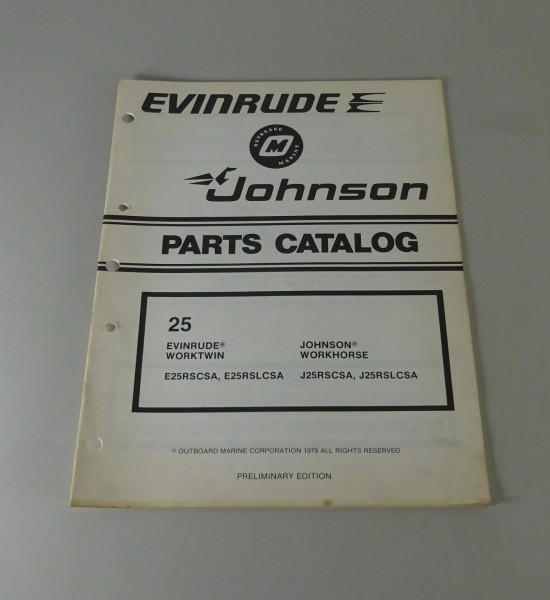 EVINRUDE
OUTBOARD
M
MARINE
Johnson
PARTS CATALOG
25
EVINRUDE® JOHNSON®
WORKTWIN WORKHORSE
E25RSCSA, E25RSLCSA J25RSCSA, J25RSLCSA
® OUTBOARD MARINE CORPORATION 1979 ALL RIGHTS RESERVED
PRELIMINARY EDITION